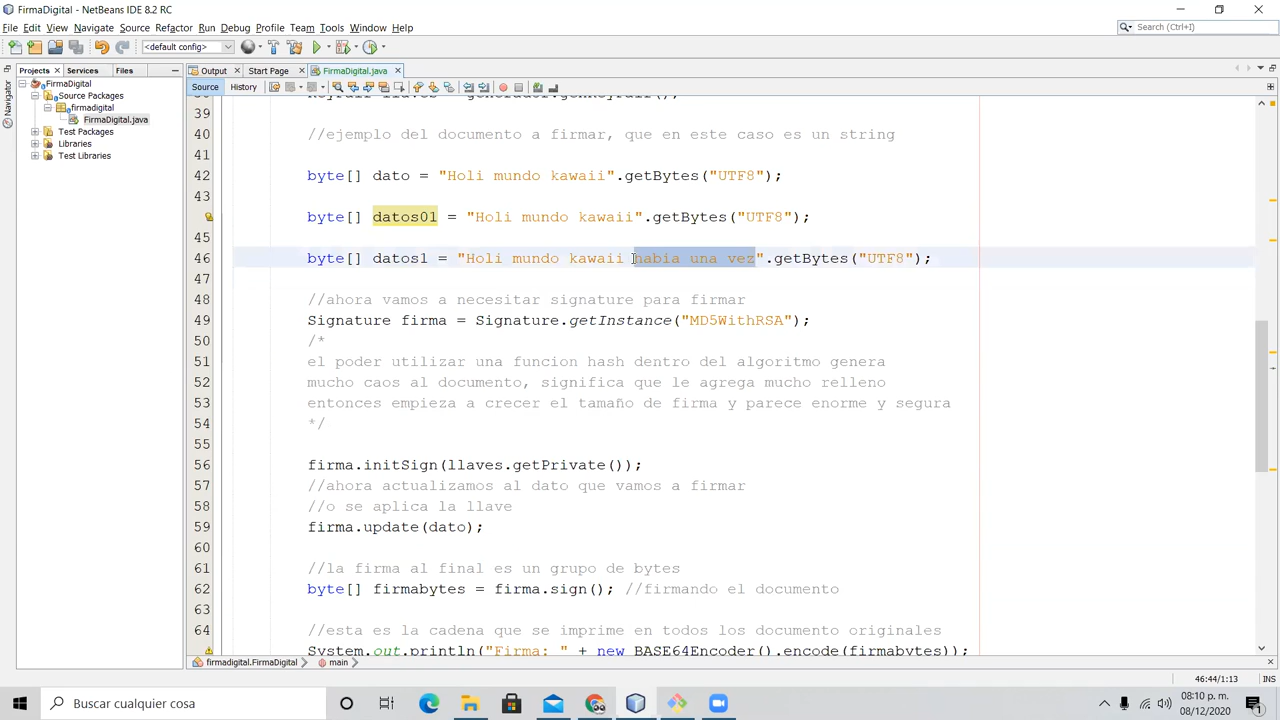 FirmaDigital - NetBeans IDE 8.2 RC
File Edit View Navigate Source Refactor Run Debug Profile Team Tools Window Help
Search (Ctrl+I)
<default config>
Projects Services Files
Output Start Page FirmaDigital.java
Source History
Navigator
FirmaDigital
Source Packages
firmadigital
FirmaDigital.java
Test Packages
Libraries
Test Libraries
39
40 //ejemplo del documento a firmar, que en este caso es un string
41
42 byte[] dato = "Holi mundo kawaii".getBytes("UTF8");
43
byte[] datos01 = "Holi mundo kawaii".getBytes("UTF8");
45
46 byte[] datos1 = "Holi mundo kawaii habia una vez".getBytes("UTF8");
47
48 //ahora vamos a necesitar signature para firmar
49 Signature firma = Signature.getInstance("MD5WithRSA");
50 /*
51 el poder utilizar una funcion hash dentro del algoritmo genera
52 mucho caos al documento, significa que le agrega mucho relleno
53 entonces empieza a crecer el tamaño de firma y parece enorme y segura
54 */
55
56 firma.initSign(llaves.getPrivate());
57 //ahora actualizamos al dato que vamos a firmar
58 //o se aplica la llave
59 firma.update(dato);
60
61 //la firma al final es un grupo de bytes
62 byte[] firmabytes = firma.sign(); //firmando el documento
63
64 //esta es la cadena que se imprime en todos los documento originales
System.out.println("Firma: " + new BASE64Encoder().encode(firmabytes));
firmadigital.FirmaDigital main
46:44/1:13 INS
Buscar cualquier cosa
08:10 p. m.
08/12/2020
1